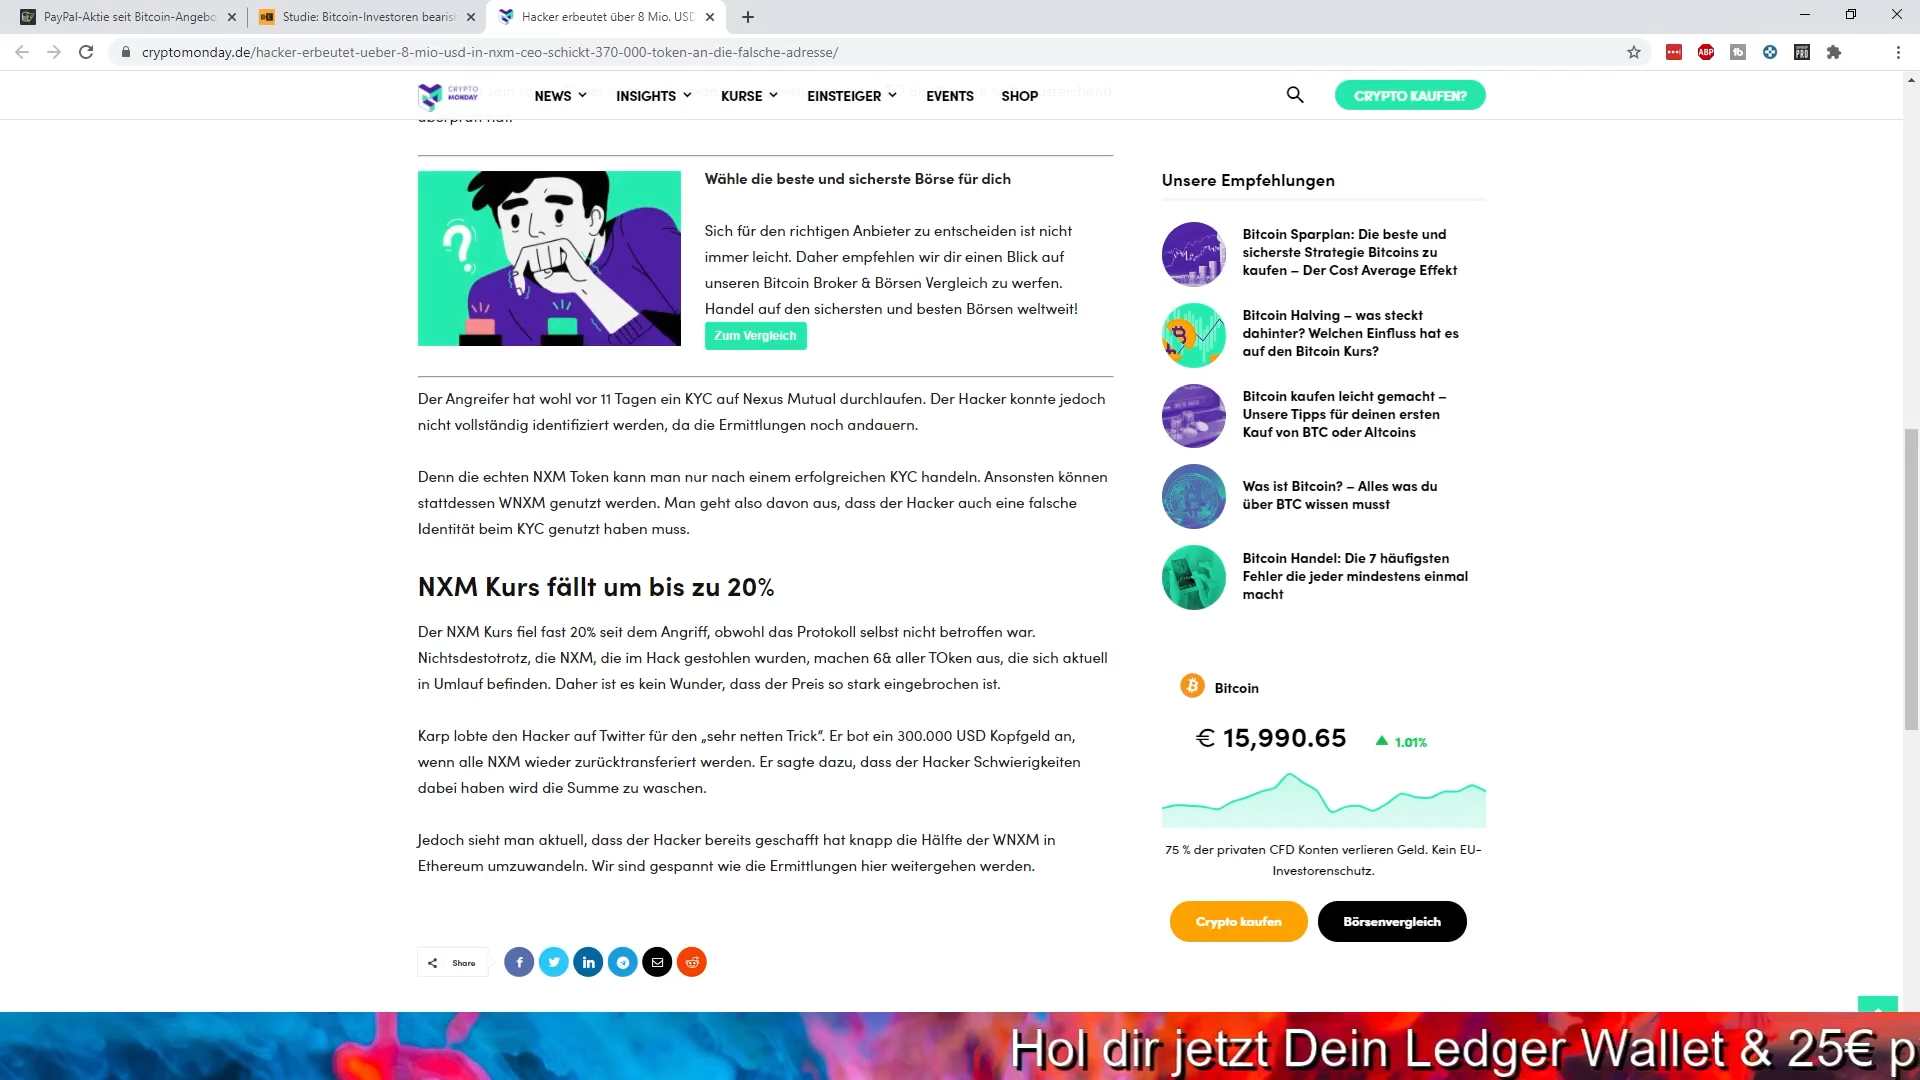 PayPal-Aktie seit Bitcoin-Angebo
Studie: Bitcoin-Investoren bearish
Hacker erbeutet über 8 Mio. USD
cryptomonday.de/hacker-erbeutet-ueber-8-mio-usd-in-nxm-ceo-schickt-370-000-token-an-die-falsche-adresse/
ABP
PRO
CRYPTO
MONDAY
NEWS
INSIGHTS
KURSE
EINSTEIGER
EVENTS
SHOP
CRYPTO KAUFEN?
Wähle die beste und sicherste Börse für dich
Sich für den richtigen Anbieter zu entscheiden ist nicht
immer leicht. Daher empfehlen wir dir einen Blick auf
unseren Bitcoin Broker & Börsen Vergleich zu werfen.
Handel auf den sichersten und besten Börsen weltweit!
Zum Vergleich
Der Angreifer hat wohl vor 11 Tagen ein KYC auf Nexus Mutual durchlaufen. Der Hacker konnte jedoch
nicht vollständig identifiziert werden, da die Ermittlungen noch andauern.
Denn die echten NXM Token kann man nur nach einem erfolgreichen KYC handeln. Ansonsten können
stattdessen WNXM genutzt werden. Man geht also davon aus, dass der Hacker auch eine falsche
Identität beim KYC genutzt haben muss.
NXM Kurs fällt um bis zu 20%
Der NXM Kurs fiel fast 20% seit dem Angriff, obwohl das Protokoll selbst nicht betroffen war.
Nichtsdestotrotz, die NXM, die im Hack gestohlen wurden, machen 6& aller TOken aus, die sich aktuell
in Umlauf befinden. Daher ist es kein Wunder, dass der Preis so stark eingebrochen ist.
Karp lobte den Hacker auf Twitter für den „sehr netten Trick“. Er bot ein 300.000 USD Kopfgeld an,
wenn alle NXM wieder zurücktransferiert werden. Er sagte dazu, dass der Hacker Schwierigkeiten
dabei haben wird die Summe zu waschen.
Jedoch sieht man aktuell, dass der Hacker bereits geschafft hat knapp die Hälfte der WNXM in
Ethereum umzuwandeln. Wir sind gespannt wie die Ermittlungen hier weitergehen werden.
Share
Unsere Empfehlungen
Bitcoin Sparplan: Die beste und
sicherste Strategie Bitcoins zu
kaufen – Der Cost Average Effekt
Bitcoin Halving – was steckt
dahinter? Welchen Einfluss hat es
auf den Bitcoin Kurs?
Bitcoin kaufen leicht gemacht –
Unsere Tipps für deinen ersten
Kauf von BTC oder Altcoins
Was ist Bitcoin? – Alles was du
über BTC wissen musst
Bitcoin Handel: Die 7 häufigsten
Fehler die jeder mindestens einmal
macht
Bitcoin
€ 15,990.65
1.01%
75 % der privaten CFD Konten verlieren Geld. Kein EU-
Investorenschutz.
Crypto kaufen
Börsenvergleich
Hol dir jetzt Dein Ledger Wallet & 25€ p